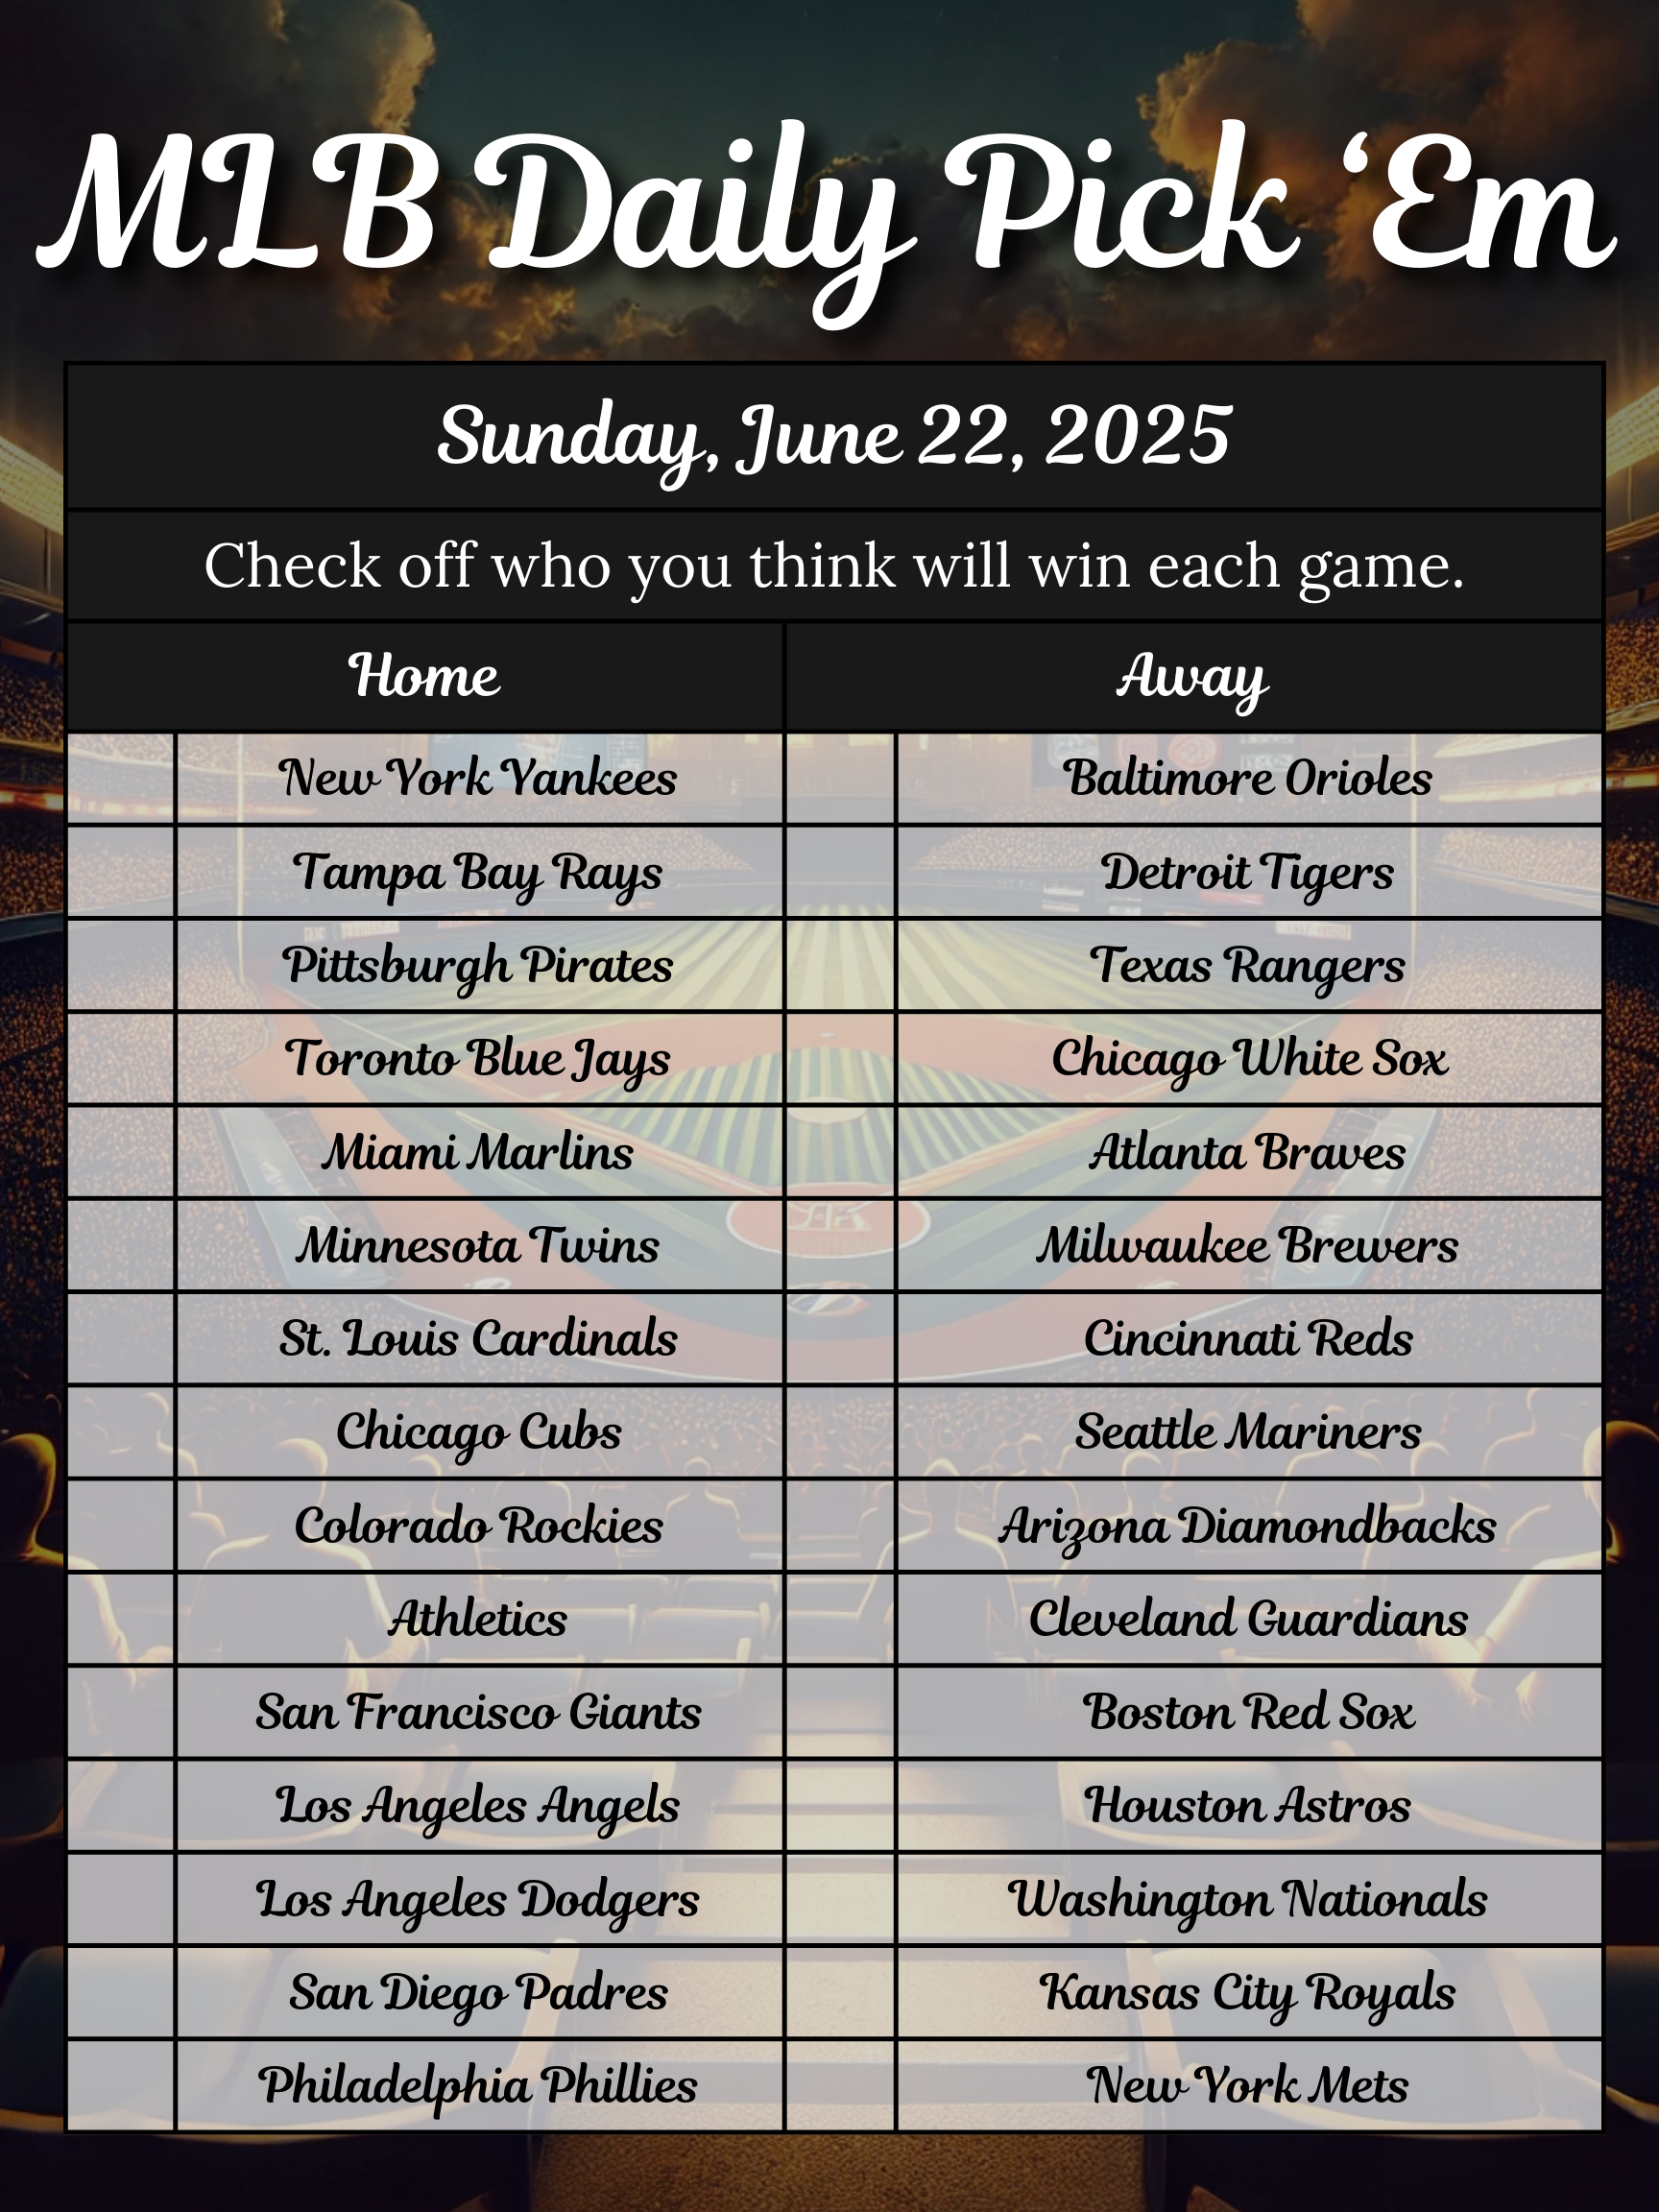 MLB Daily Pick ‘Em
Sunday, June 22, 2025
Check off who you think will win each game.
Home Away
New York Yankees Baltimore Orioles
Tampa Bay Rays Detroit Tigers
Pittsburgh Pirates Texas Rangers
Toronto Blue Jays Chicago White Sox
Miami Marlins Atlanta Braves
Minnesota Twins Milwaukee Brewers
St. Louis Cardinals Cincinnati Reds
Chicago Cubs Seattle Mariners
Colorado Rockies Arizona Diamondbacks
Athletics Cleveland Guardians
San Francisco Giants Boston Red Sox
Los Angeles Angels Houston Astros
Los Angeles Dodgers Washington Nationals
San Diego Padres Kansas City Royals
Philadelphia Phillies New York Mets